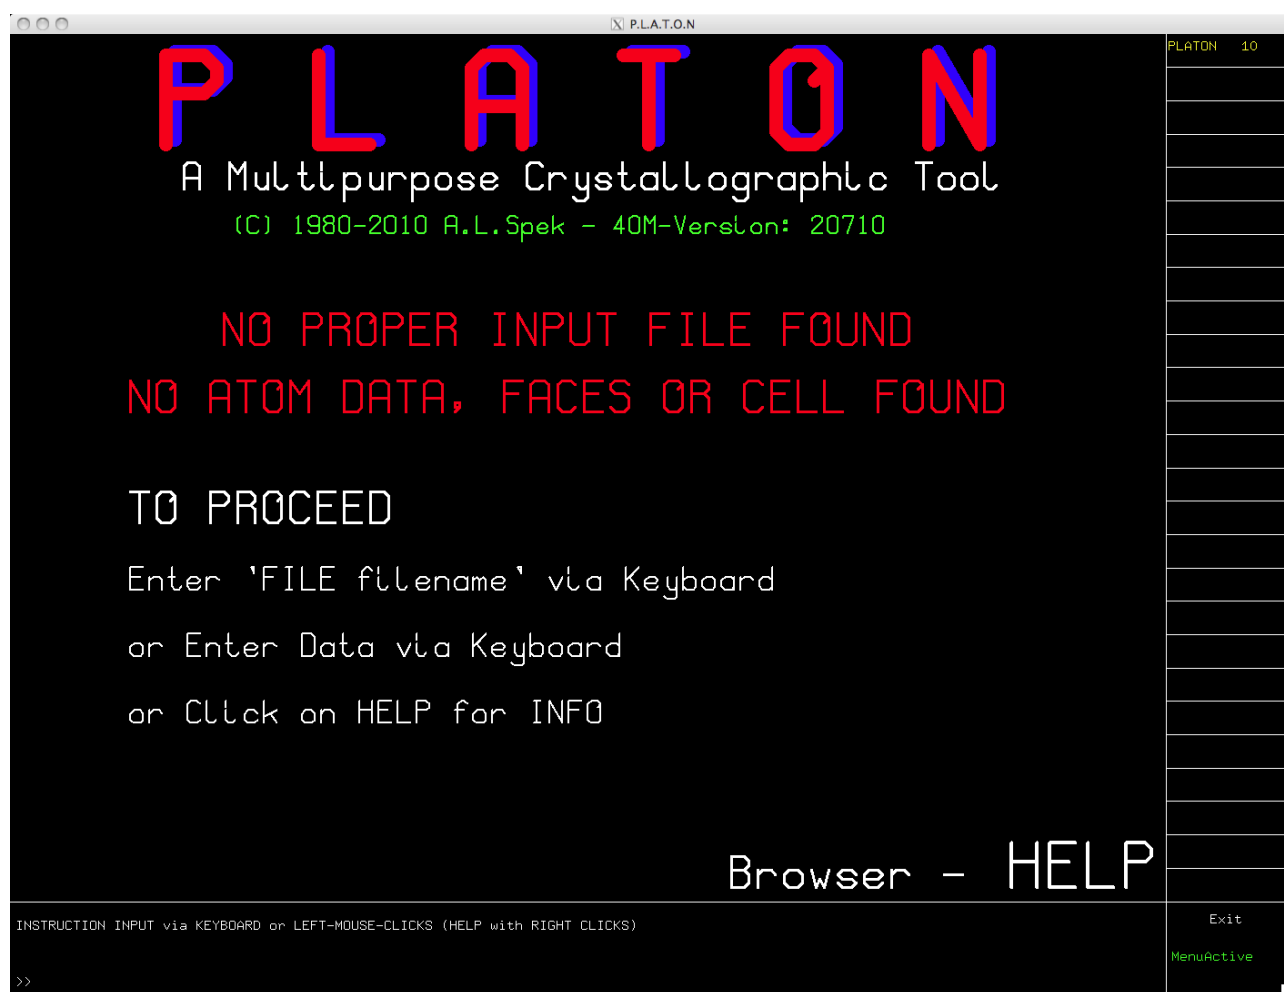 P.L.A.T.O.N
PLATON 10
P L A T O N
A Multipurpose Crystallographic Tool
(C) 1980-2010 A.L.Spek - 40M-Version: 20710
NO PROPER INPUT FILE FOUND
NO ATOM DATA, FACES OR CELL FOUND
TO PROCEED
Enter 'FILE filename' via Keyboard
or Enter Data via Keyboard
or Click on HELP for INFO
Browser - HELP
INSTRUCTION INPUT via KEYBOARD or LEFT-MOUSE-CLICKS (HELP with RIGHT CLICKS)
Exit
MenuActive
>>